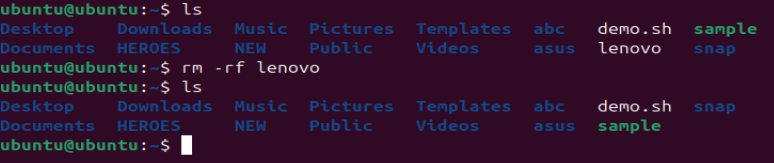 ubuntu@ubuntu:~$ ls
Desktop Downloads Music Pictures Templates abc demo.sh sample
Documents HEROES NEW Public Videos asus lenovo snap
ubuntu@ubuntu:~$ rm -rf lenovo
ubuntu@ubuntu:~$ ls
Desktop Downloads Music Pictures Templates abc demo.sh snap
Documents HEROES NEW Public Videos asus sample
ubuntu@ubuntu:~$